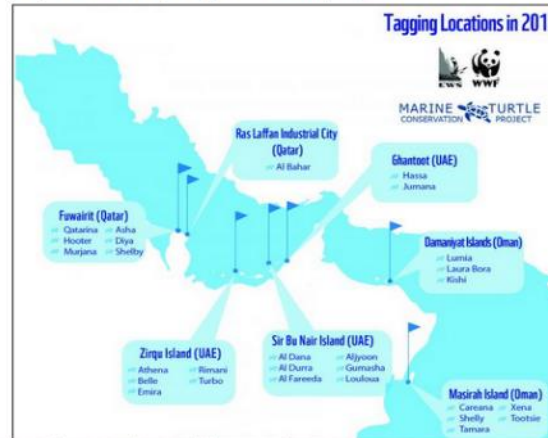 Tagging Locations in 201
EWS WWF
MARINE TURTLE
CONSERVATION PROJECT
Ras Laffan Industrial City
(Qatar)
Al Bahar
Ghantoot (UAE)
Hassa
Jumana
Fuwairit (Qatar)
Qatarina Asha
Hooter Diya
Murjana Shelby
Damaniyat Islands (Oman)
Lumia
Laura Bora
Kishi
Zirqu Island (UAE)
Athena Rimani
Belle Turbo
Emira
Sir Bu Nair Island (UAE)
Al Dana Aljyoon
Al Durra Gumasha
Al Fareeda Louloua
Masirah Island (Oman)
Careana Xena
Shelly Tootsie
Tamara